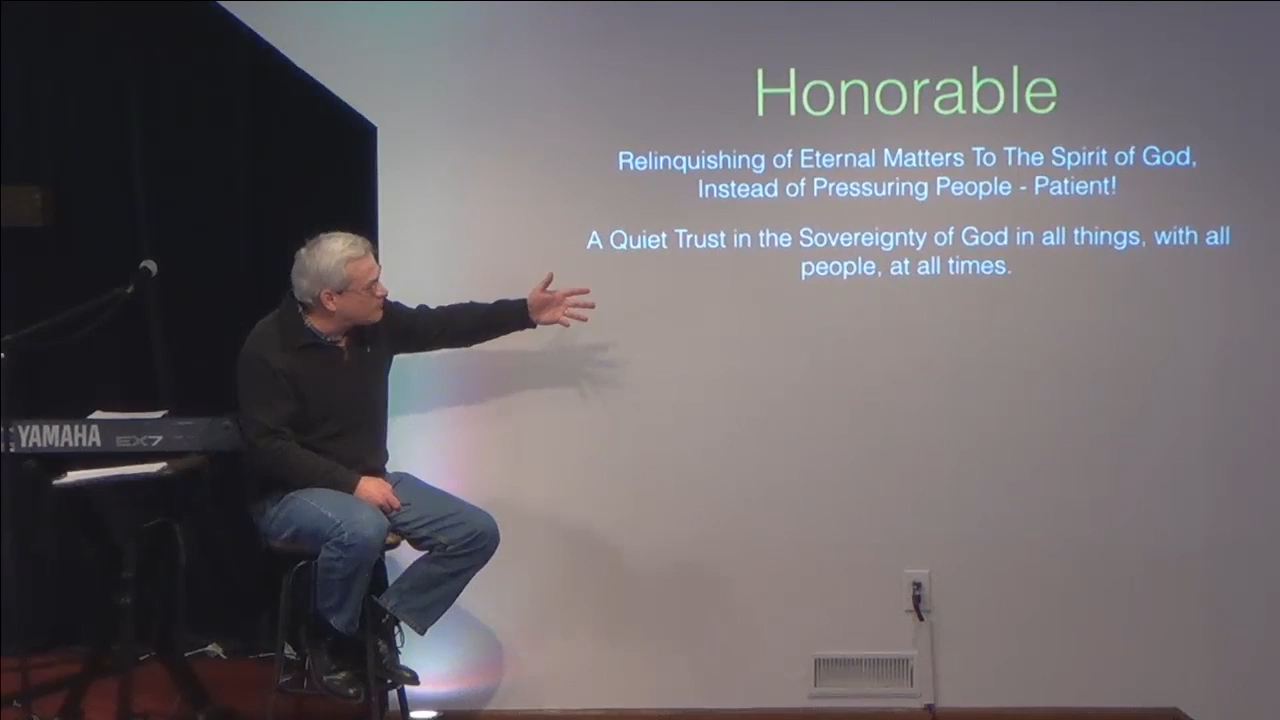 Honorable
Relinquishing of Eternal Matters To The Spirit of God,
Instead of Pressuring People - Patient!
A Quiet Trust in the Sovereignty of God in all things, with all
people, at all times.
YAMAHA EX7